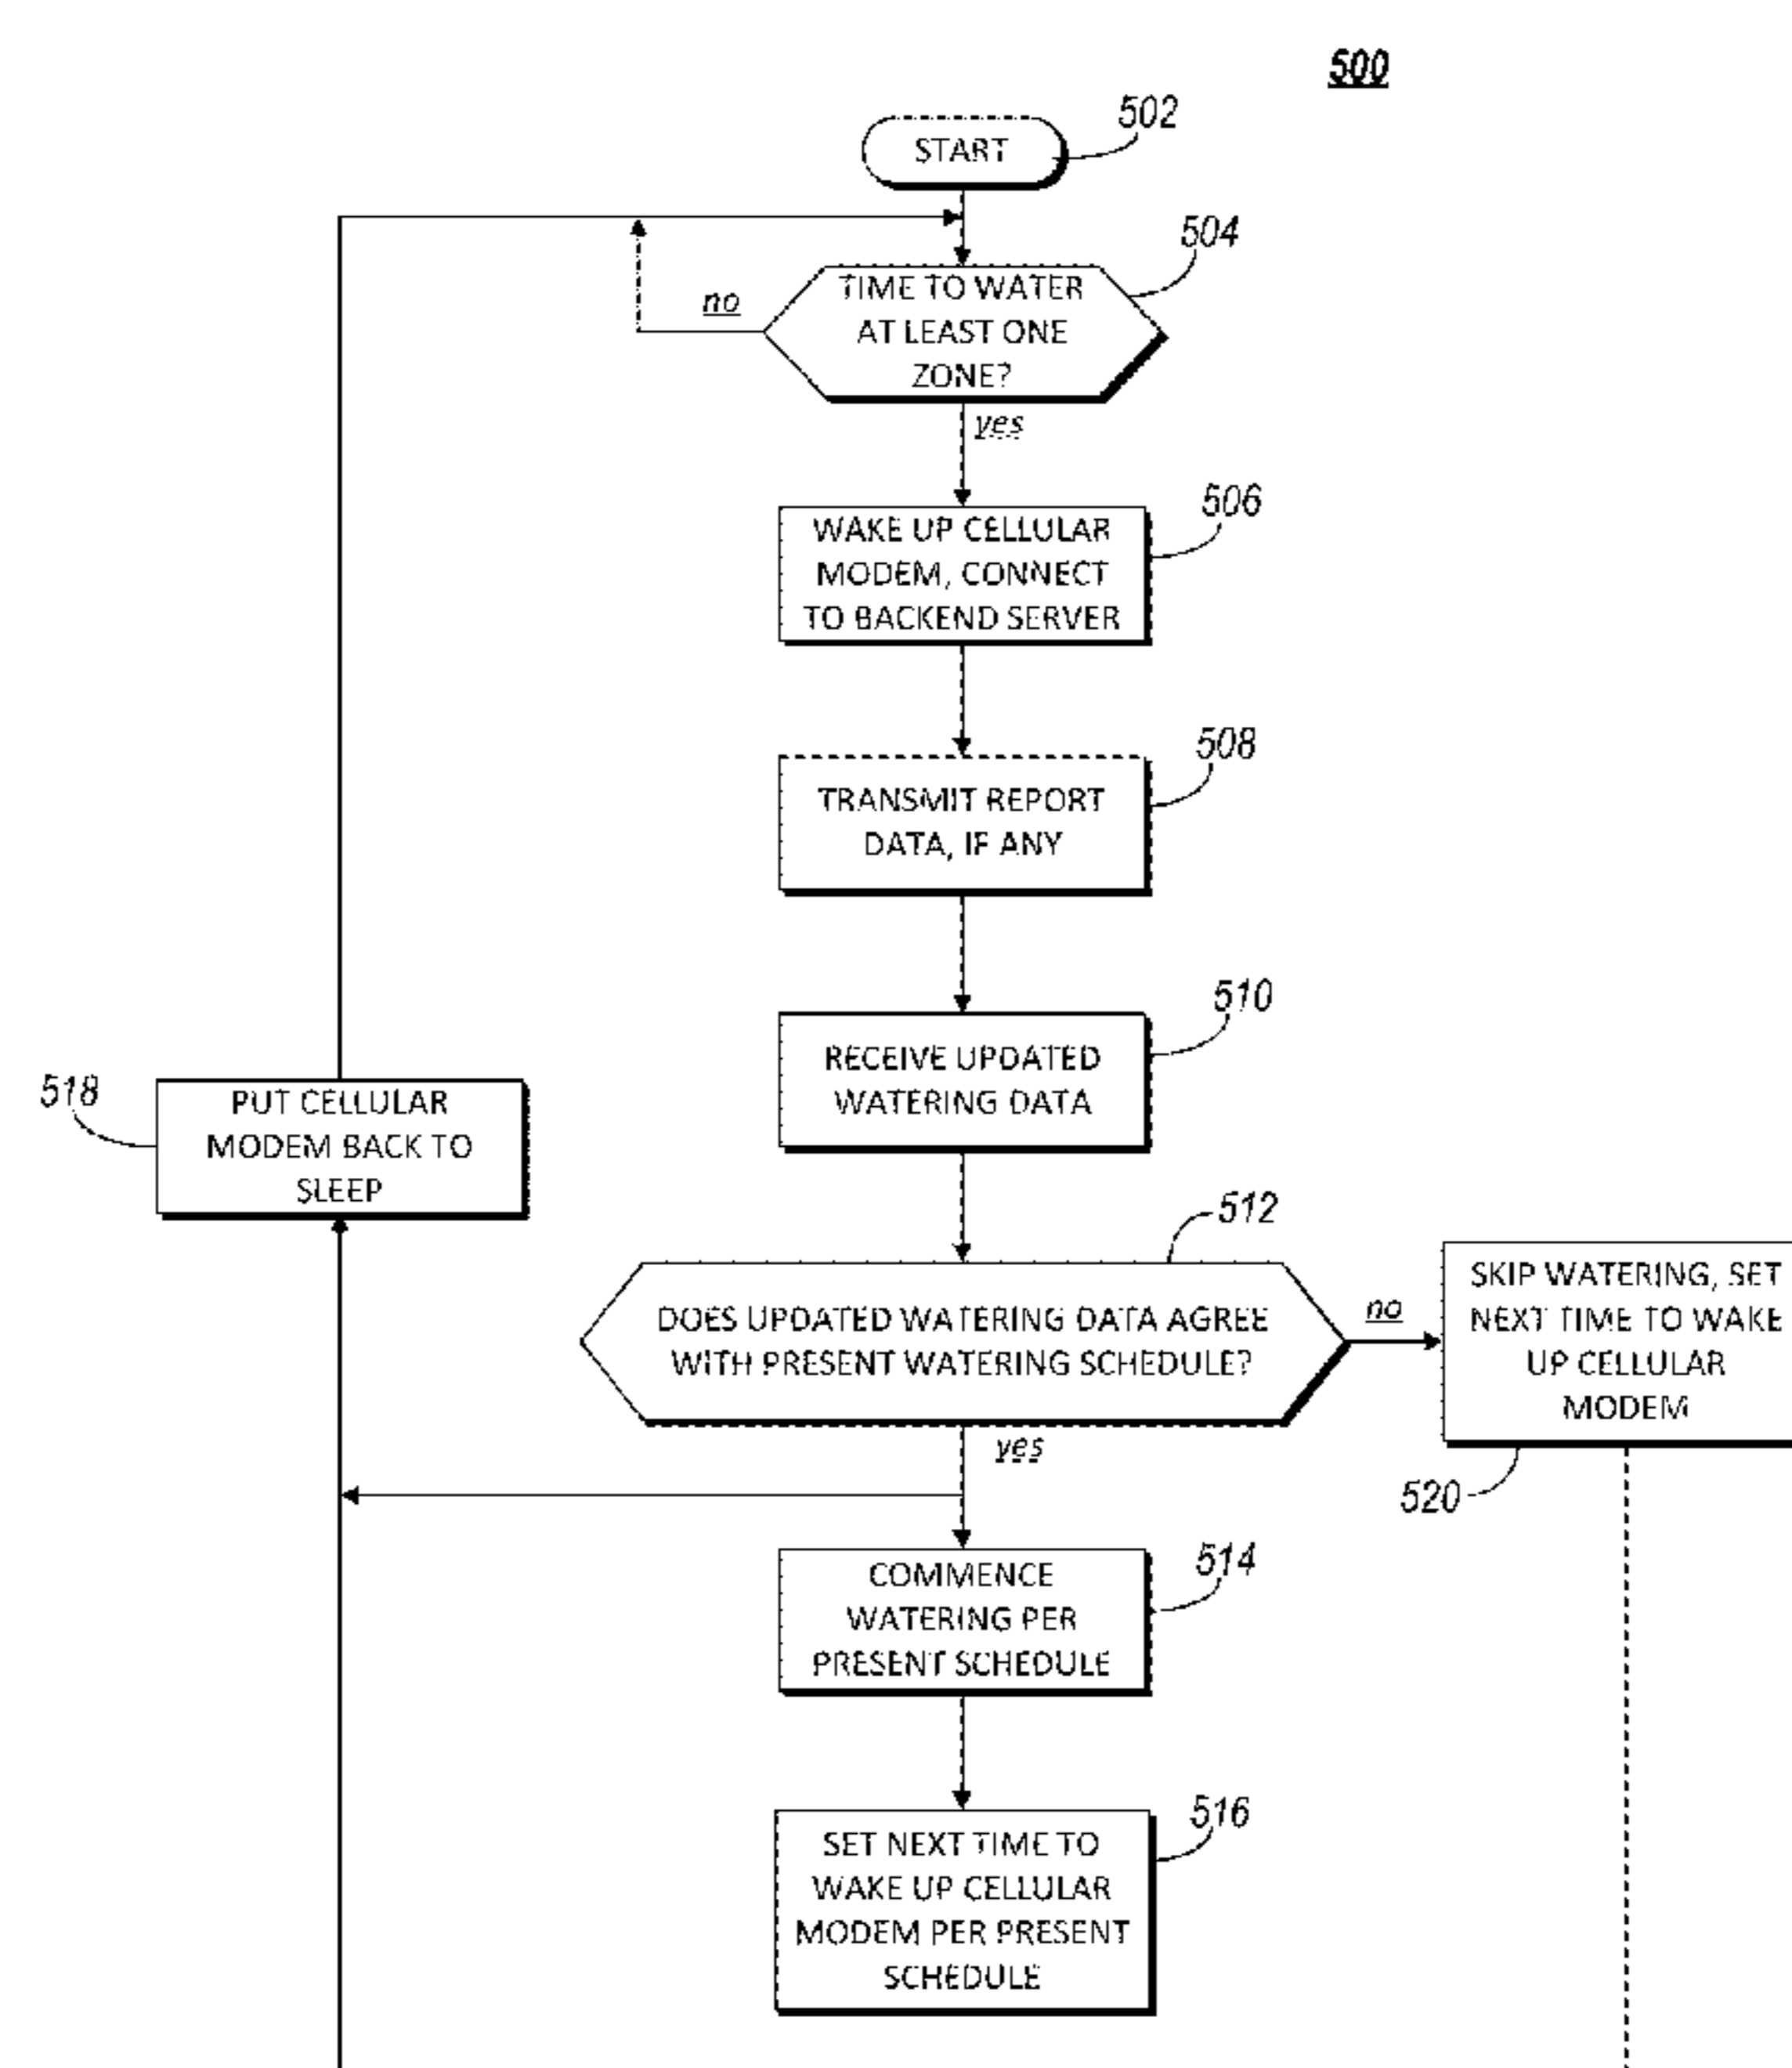 500
502
START
504
TIME TO WATER
AT LEAST ONE
ZONE?
no
yes
506
WAKE UP CELLULAR
MODEM, CONNECT
TO BACKEND SERVER
508
TRANSMIT REPORT
DATA, IF ANY
510
RECEIVE UPDATED
WATERING DATA
518
PUT CELLULAR
MODEM BACK TO
SLEEP
512
DOES UPDATED WATERING DATA AGREE
WITH PRESENT WATERING SCHEDULE?
no
yes
SKIP WATERING, SET
NEXT TIME TO WAKE
UP CELLULAR
MODEM
520
514
COMMENCE
WATERING PER
PRESENT SCHEDULE
516
SET NEXT TIME TO
WAKE UP CELLULAR
MODEM PER PRESENT
SCHEDULE